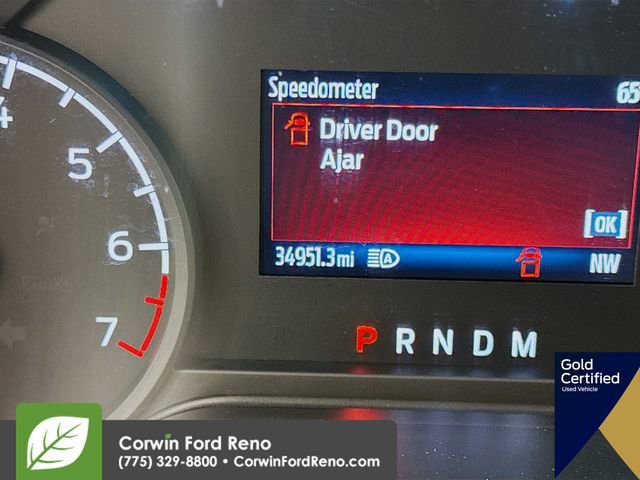 Speedometer 65
Driver Door
Ajar
[OK]
34951.3mi A NW
4
5
6
7
P R N D M
Gold
Certified
Used Vehicle
Corwin Ford Reno
(775) 329-8800 • CorwinFordReno.com